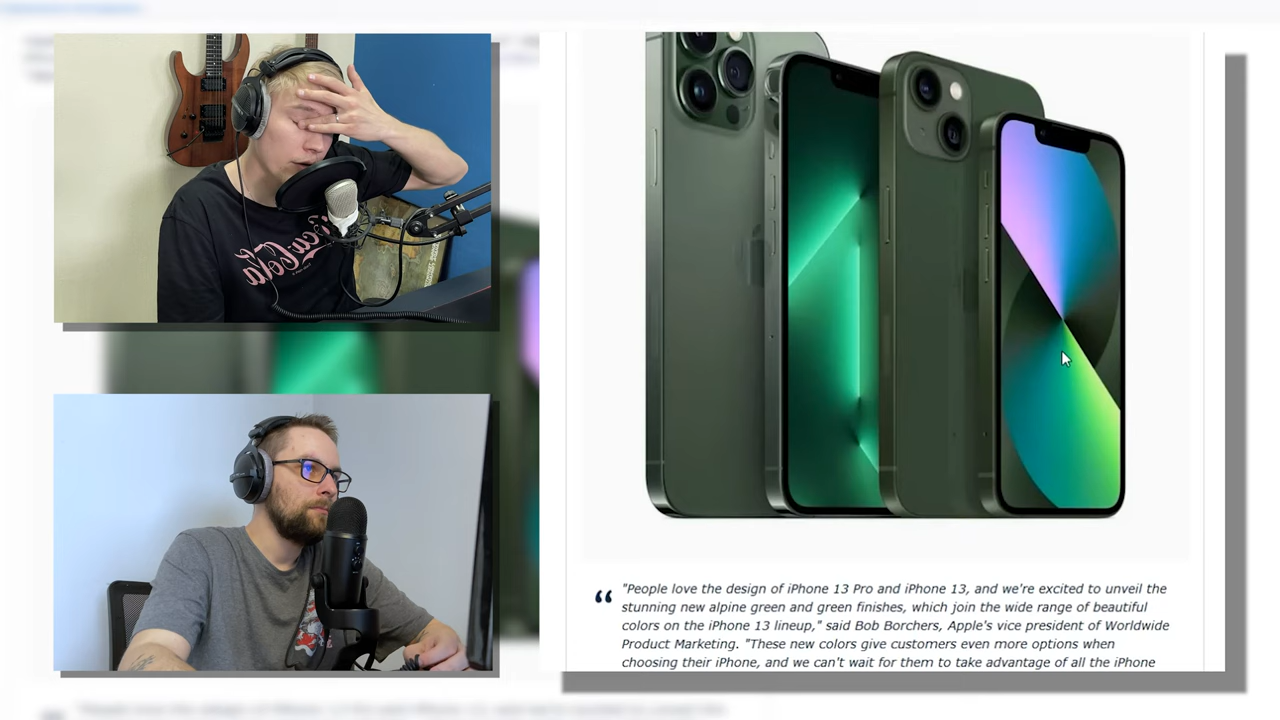 Coca-Cola
"People love the design of iPhone 13 Pro and iPhone 13, and we're excited to unveil the
stunning new alpine green and green finishes, which join the wide range of beautiful
colors on the iPhone 13 lineup," said Bob Borchers, Apple's vice president of Worldwide
Product Marketing. "These new colors give customers even more options when
choosing their iPhone, and we can't wait for them to take advantage of all the iPhone